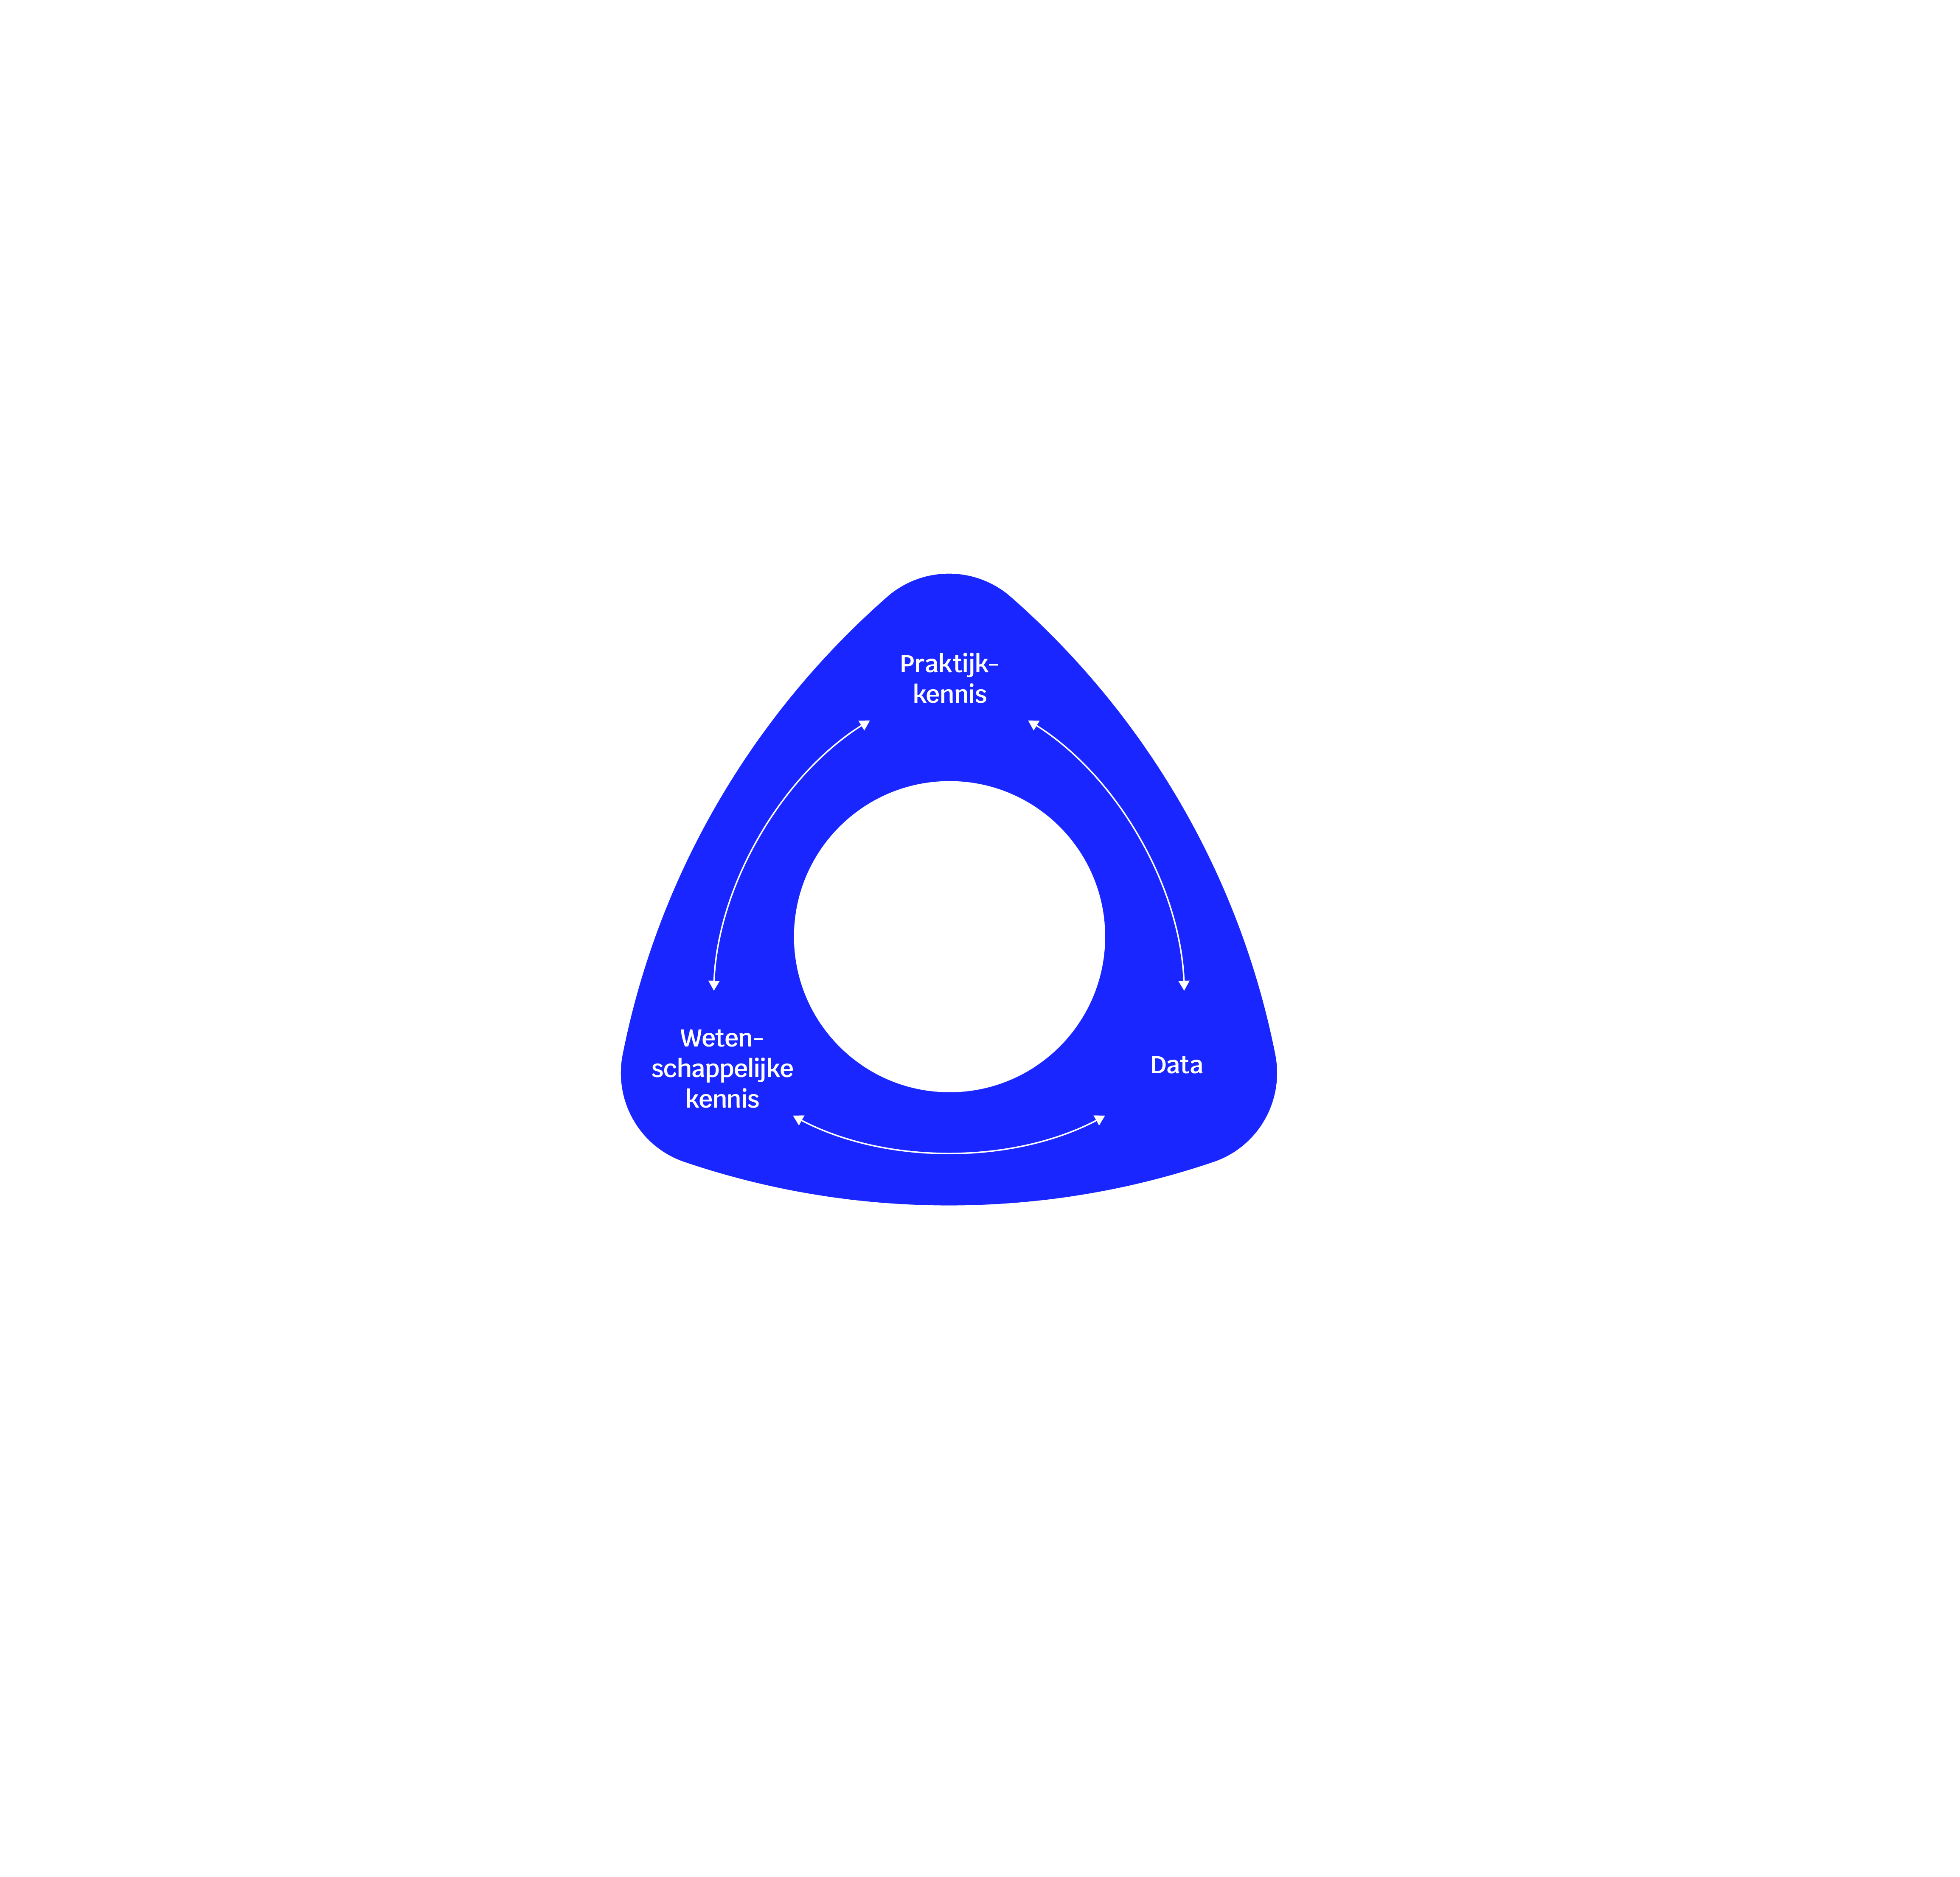 Praktijk-
kennis
Weten-
schappelijke
kennis
Data